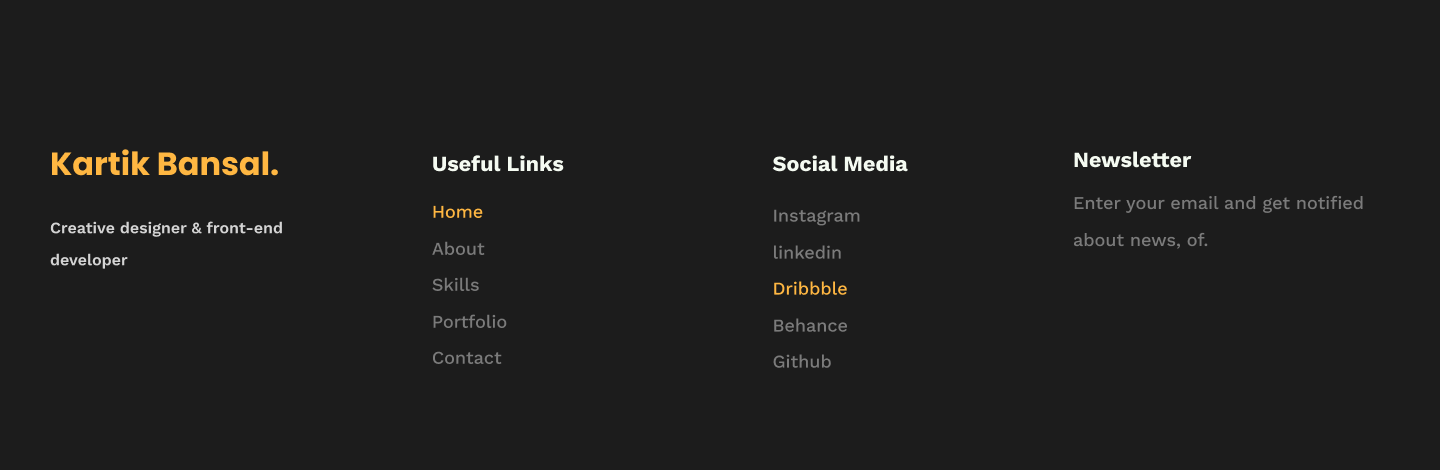 Kartik Bansal.
Creative designer & front-end
developer
Useful Links
Home
About
Skills
Portfolio
Contact
Social Media
Instagram
linkedin
Dribbble
Behance
Github
Newsletter
Enter your email and get notified
about news, of.